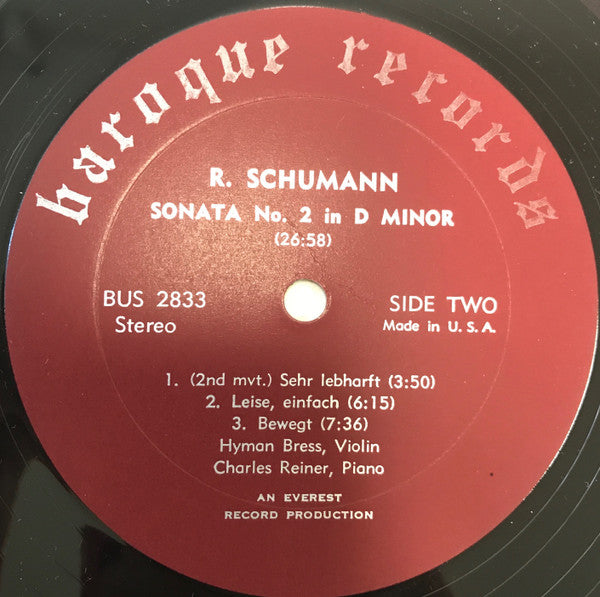 baroque records
R. SCHUMANN
SONATA No. 2 in D MINOR
(26:58)
BUS 2833
Stereo
SIDE TWO
Made in U. S. A.
1. (2nd mvt.) Sehr lebharft (3:50)
2. Leise, einfach (6:15)
3. Bewegt (7:36)
Hyman Bress, Violin
Charles Reiner, Piano
AN EVEREST
RECORD PRODUCTION